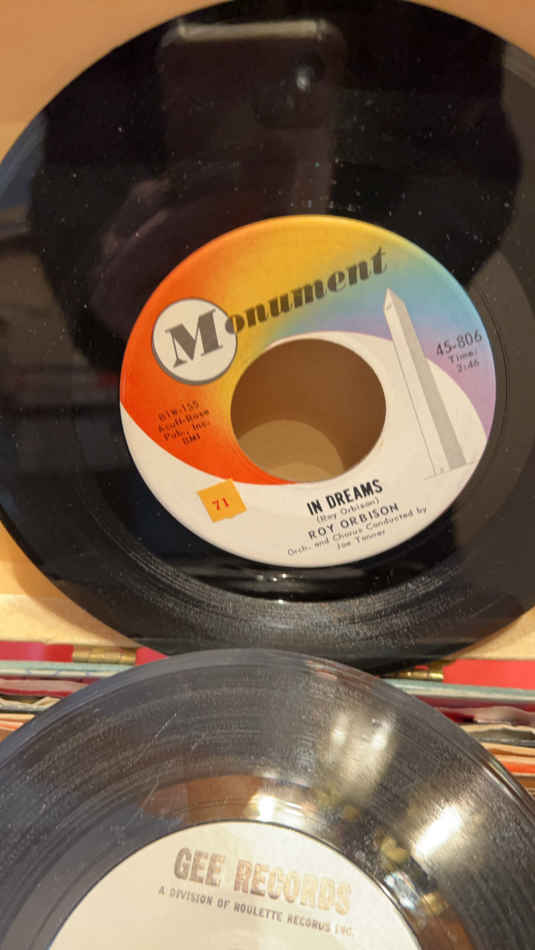 Monument
45-806
Time:
2:46
BIW-155
Acuff-Rose
Pub., Inc.
BMI
71
IN DREAMS
(Roy Orbison)
ROY ORBISON
Orch. and Chorus Conducted by
Joe Tanner
GEE RECORDS
A DIVISION OF ROULETTE RECORDS INC.